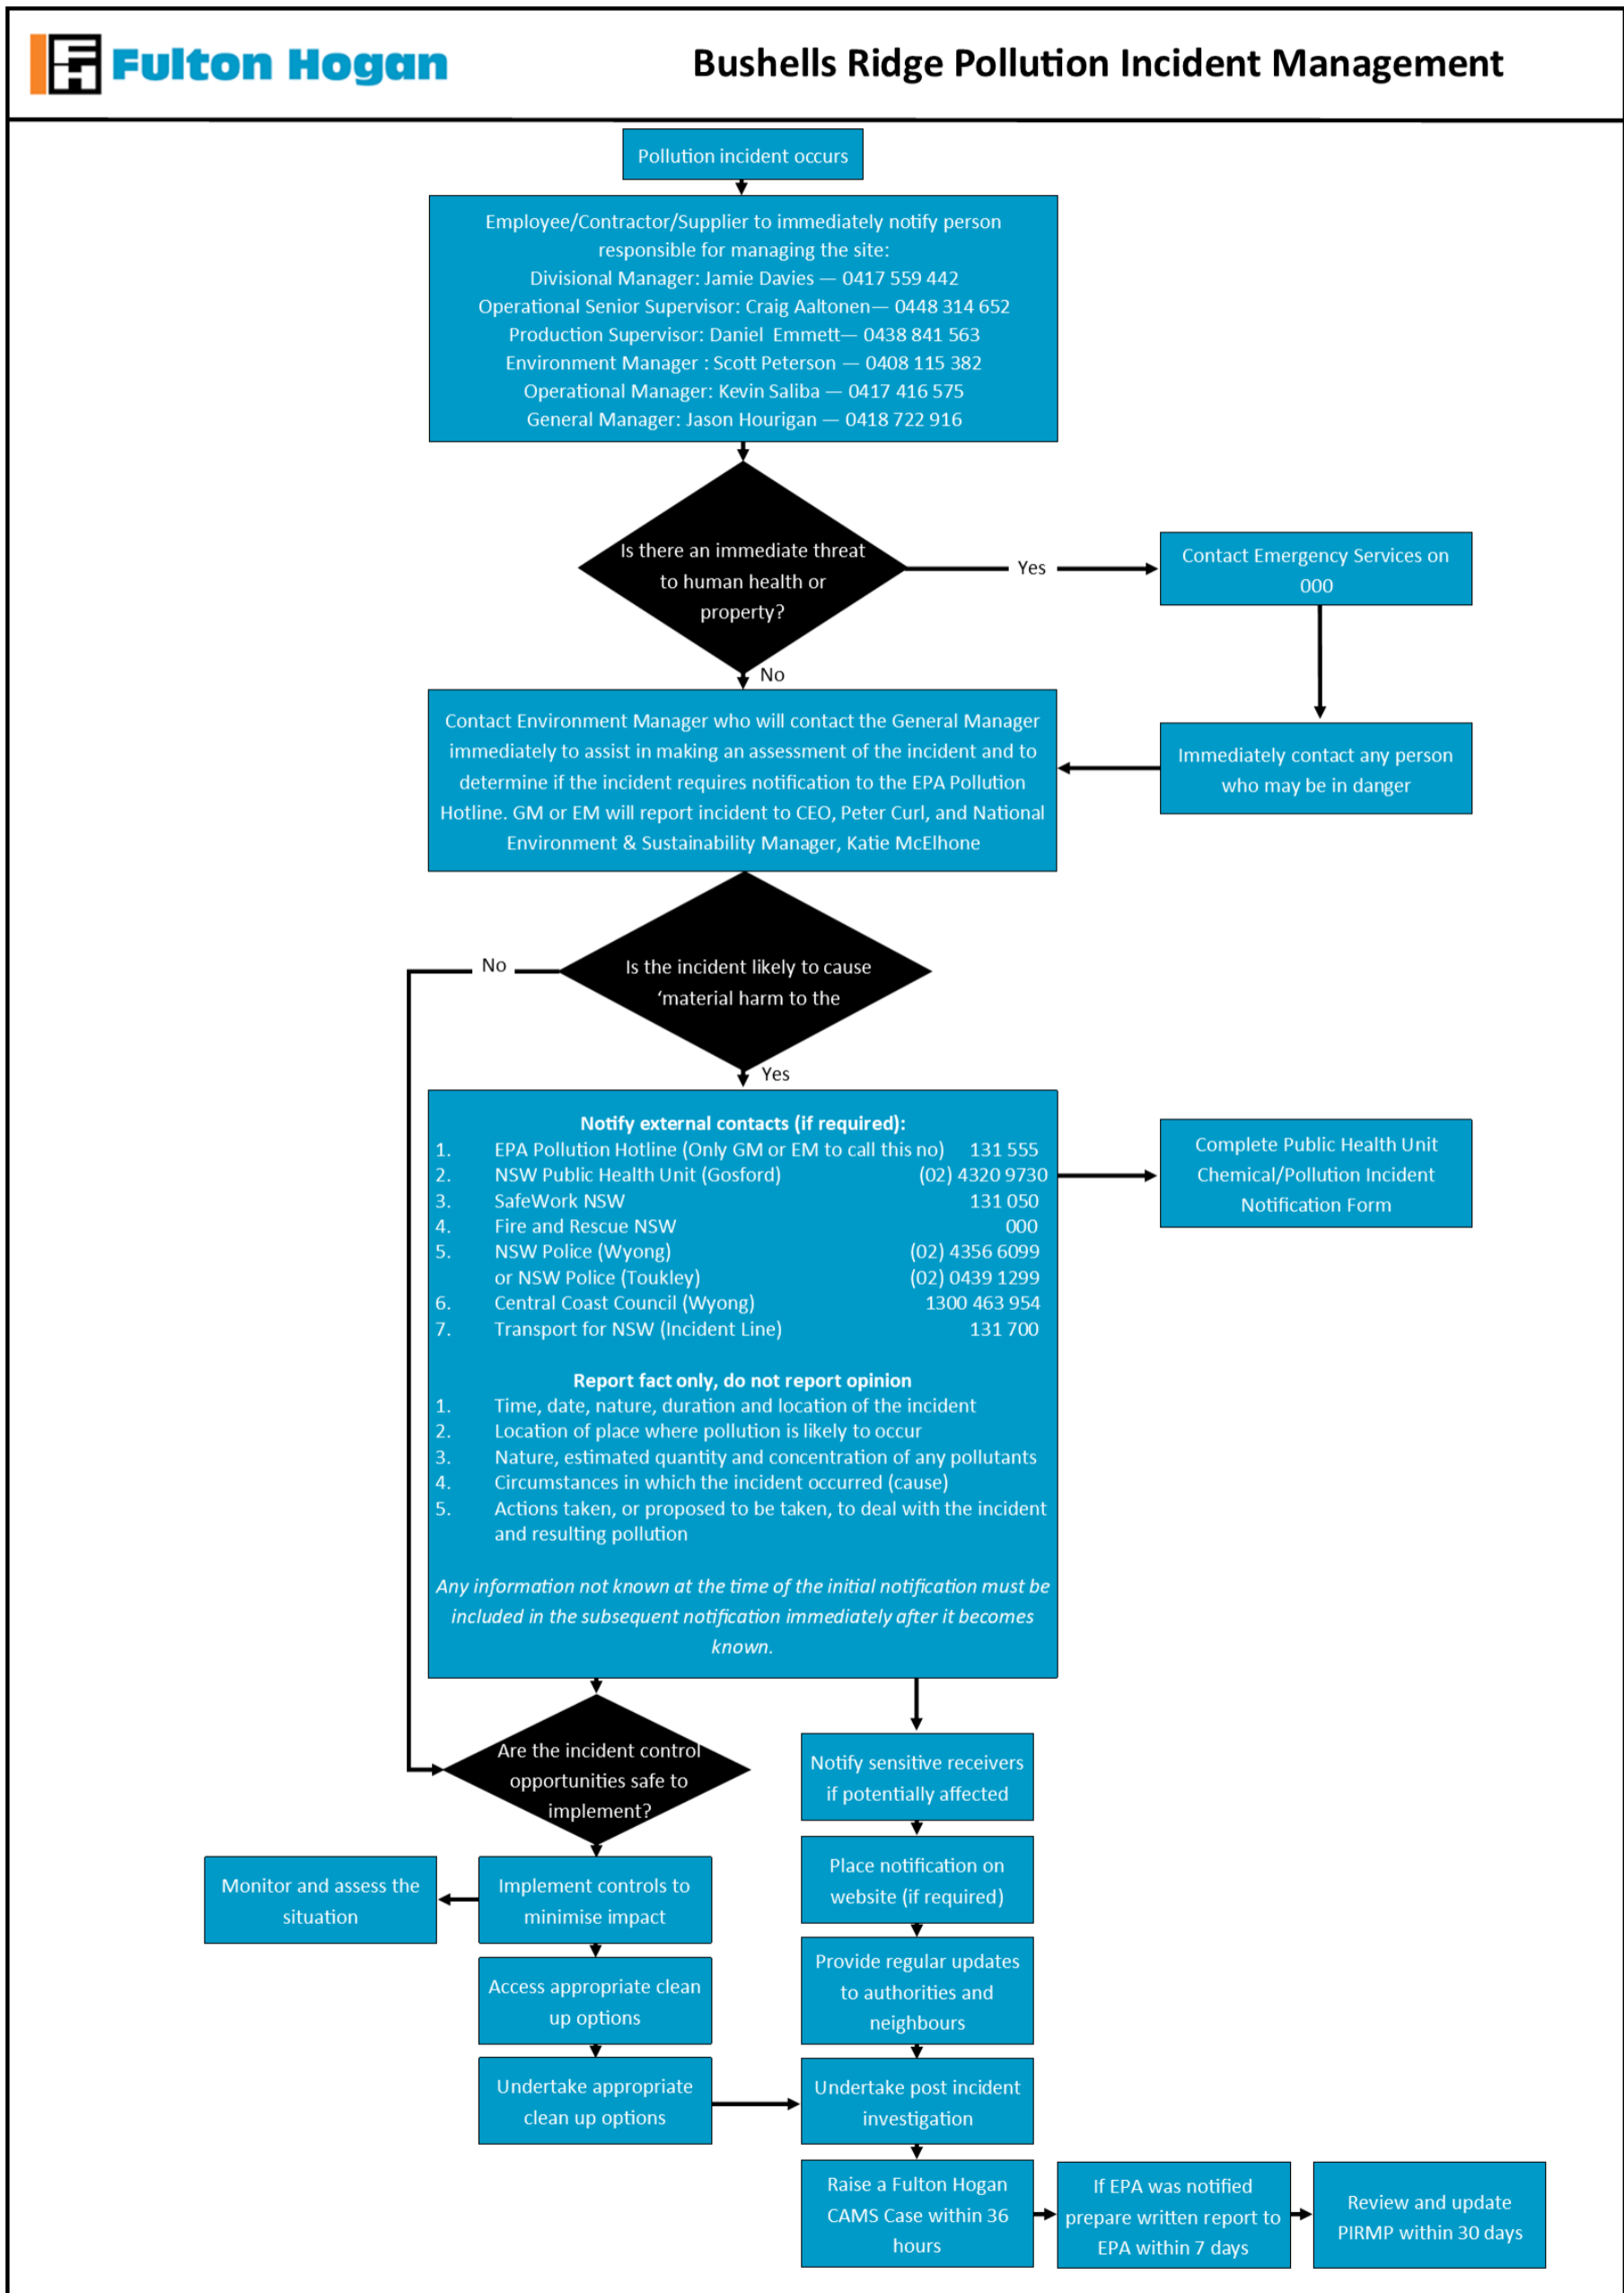 Fulton Hogan
Bushells Ridge Pollution Incident Management
Pollution incident occurs
Employee/Contractor/Supplier to immediately notify person
responsible for managing the site:
Divisional Manager: Jamie Davies — 0417 559 442
Operational Senior Supervisor: Craig Aaltonen— 0448 314 652
Production Supervisor: Daniel Emmett— 0438 841 563
Environment Manager : Scott Peterson — 0408 115 382
Operational Manager: Kevin Saliba — 0417 416 575
General Manager: Jason Hourigan — 0418 722 916
Is there an immediate threat
to human health or
property?
Yes
Contact Emergency Services on
000
No
Immediately contact any person
who may be in danger
Contact Environment Manager who will contact the General Manager
immediately to assist in making an assessment of the incident and to
determine if the incident requires notification to the EPA Pollution
Hotline. GM or EM will report incident to CEO, Peter Curl, and National
Environment & Sustainability Manager, Katie McElhone
No
Is the incident likely to cause
‘material harm to the
Yes
Notify external contacts (if required):
1. EPA Pollution Hotline (Only GM or EM to call this no) 131 555
2. NSW Public Health Unit (Gosford) (02) 4320 9730
3. SafeWork NSW 131 050
4. Fire and Rescue NSW 000
5. NSW Police (Wyong) (02) 4356 6099
or NSW Police (Toukley) (02) 0439 1299
6. Central Coast Council (Wyong) 1300 463 954
7. Transport for NSW (Incident Line) 131 700
Report fact only, do not report opinion
1. Time, date, nature, duration and location of the incident
2. Location of place where pollution is likely to occur
3. Nature, estimated quantity and concentration of any pollutants
4. Circumstances in which the incident occurred (cause)
5. Actions taken, or proposed to be taken, to deal with the incident
and resulting pollution
Any information not known at the time of the initial notification must be
included in the subsequent notification immediately after it becomes
known.
Complete Public Health Unit
Chemical/Pollution Incident
Notification Form
Are the incident control
opportunities safe to
implement?
Notify sensitive receivers
if potentially affected
Monitor and assess the
situation
Implement controls to
minimise impact
Place notification on
website (if required)
Access appropriate clean
up options
Provide regular updates
to authorities and
neighbours
Undertake appropriate
clean up options
Undertake post incident
investigation
Raise a Fulton Hogan
CAMS Case within 36
hours
If EPA was notified
prepare written report to
EPA within 7 days
Review and update
PIRMP within 30 days